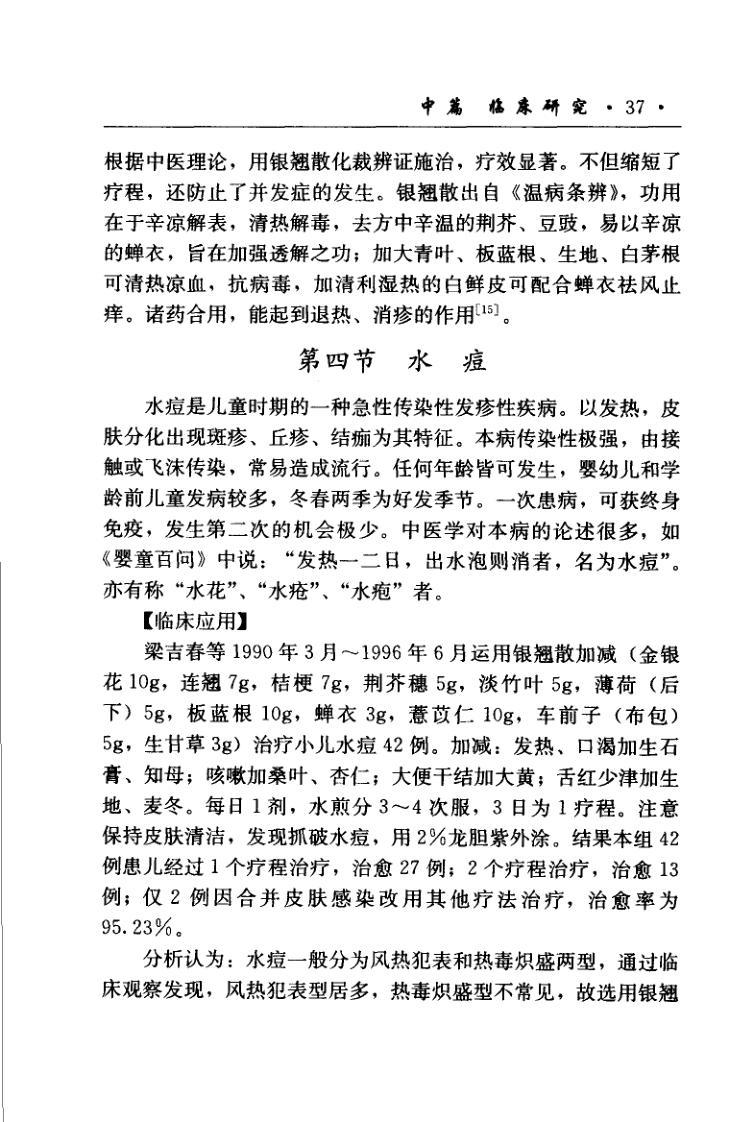 中篇 临床研究 · 37 ·
根据中医理论，用银翘散化裁辨证施治，疗效显著。不但缩短了
疗程，还防止了并发症的发生。银翘散出自《温病条辨》，功用
在于辛凉解表，清热解毒，去方中辛温的荆芥、豆豉，易以辛凉
的蝉衣，旨在加强透解之功；加大青叶、板蓝根、生地、白茅根
可清热凉血，抗病毒，加清利湿热的白鲜皮可配合蝉衣祛风止
痒。诸药合用，能起到退热、消疹的作用[15]。
第四节 水 痘
水痘是儿童时期的一种急性传染性发疹性疾病。以发热，皮
肤分化出现斑疹、丘疹、结痂为其特征。本病传染性极强，由接
触或飞沫传染，常易造成流行。任何年龄皆可发生，婴幼儿和学
龄前儿童发病较多，冬春两季为好发季节。一次患病，可获终身
免疫，发生第二次的机会极少。中医学对本病的论述很多，如
《婴童百问》中说：“发热一二日，出水泡则消者，名为水痘”。
亦有称“水花”、“水疮”、“水疱”者。
【临床应用】
梁吉春等 1990 年 3 月～1996 年 6 月运用银翘散加减（金银
花 10g，连翘 7g，桔梗 7g，荆芥穗 5g，淡竹叶 5g，薄荷（后
下）5g，板蓝根 10g，蝉衣 3g，薏苡仁 10g，车前子（布包）
5g，生甘草 3g）治疗小儿水痘 42 例。加减：发热、口渴加生石
膏、知母；咳嗽加桑叶、杏仁；大便干结加大黄；舌红少津加生
地、麦冬。每日 1 剂，水煎分 3～4 次服，3 日为 1 疗程。注意
保持皮肤清洁，发现抓破水痘，用 2%龙胆紫外涂。结果本组 42
例患儿经过 1 个疗程治疗，治愈 27 例；2 个疗程治疗，治愈 13
例；仅 2 例因合并皮肤感染改用其他疗法治疗，治愈率为
95.23%。
分析认为：水痘一般分为风热犯表和热毒炽盛两型，通过临
床观察发现，风热犯表型居多，热毒炽盛型不常见，故选用银翘